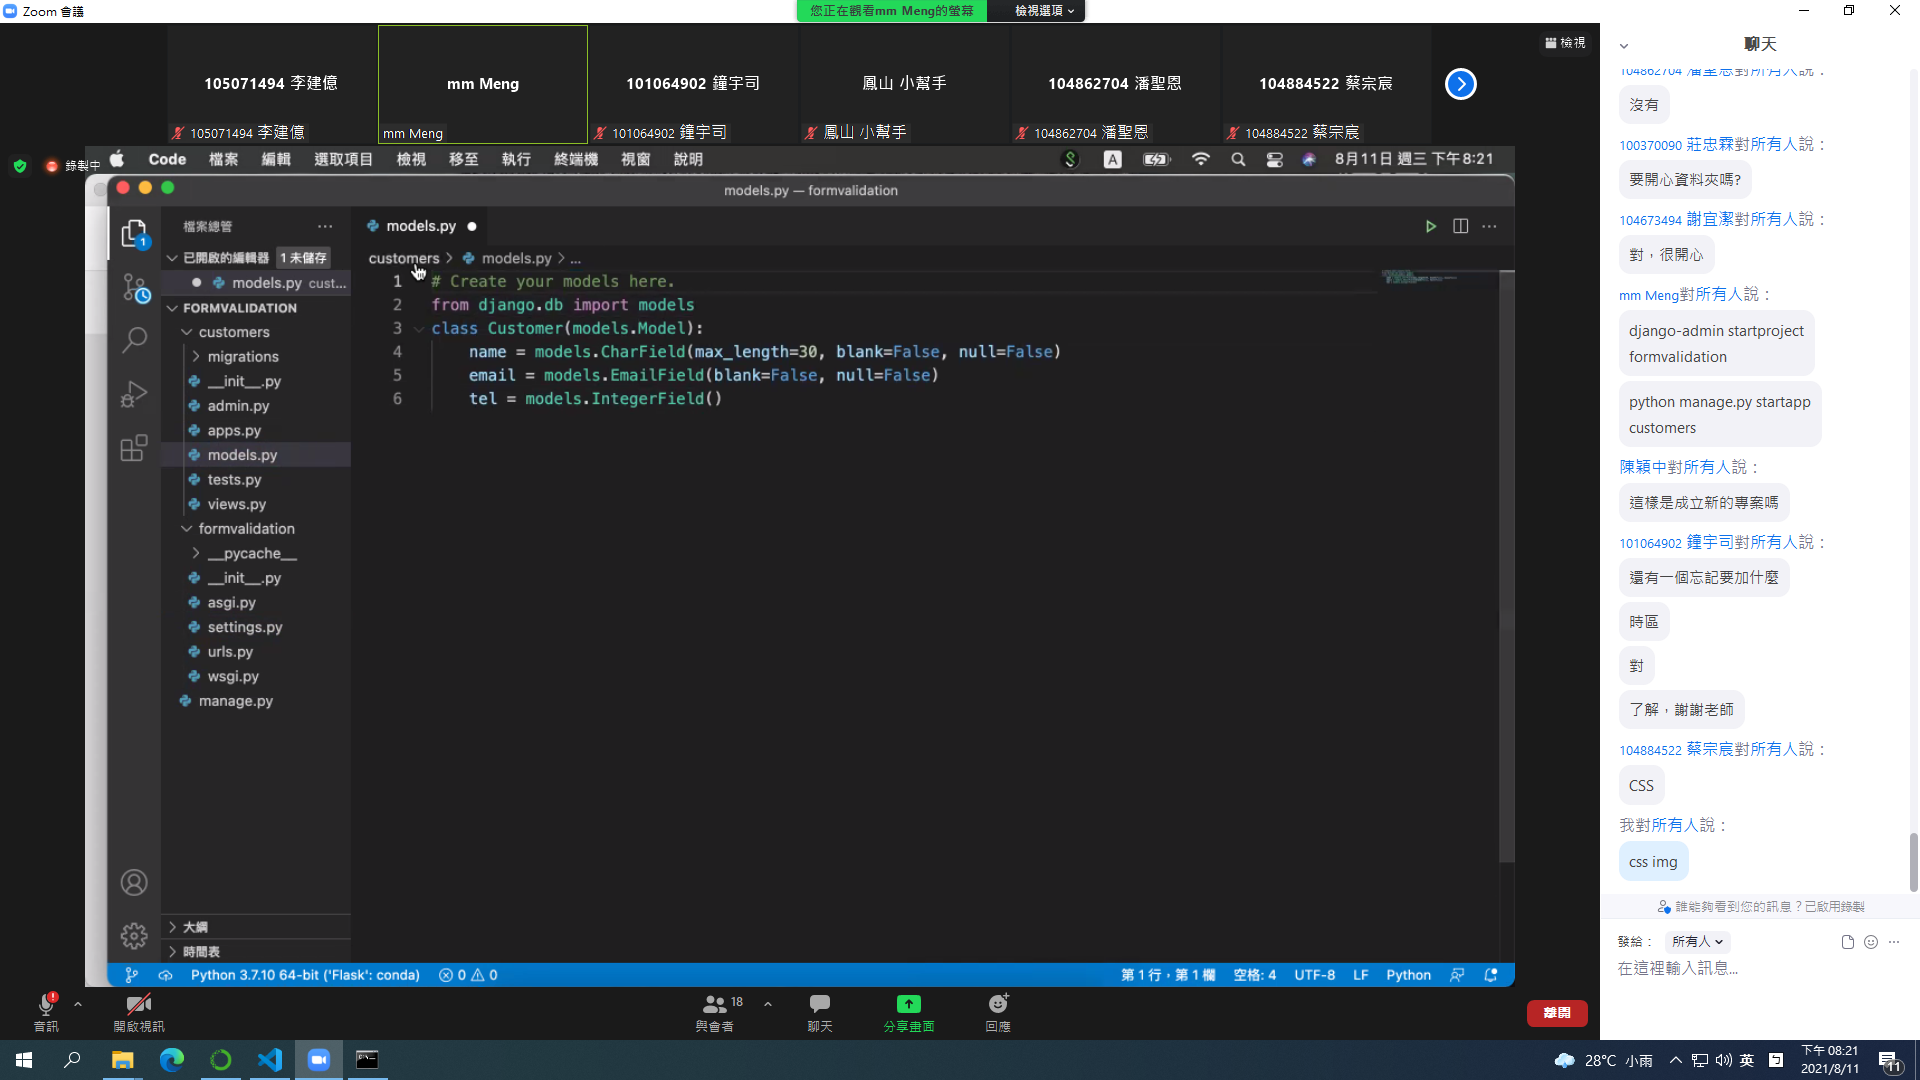 Zoom 會議
您正在觀看mm Meng的螢幕
檢視選項
105071494 李建億
mm Meng
101064902 鐘宇司
鳳山 小幫手
104862704 潘聖恩
104884522 蔡宗宸
檢視
105071494 李建億
mm Meng
101064902 鐘宇司
鳳山 小幫手
104862704 潘聖恩
104884522 蔡宗宸
錄製中
Code 檔案 編輯 選取項目 檢視 移至 執行 終端機 視窗 說明
A
8月11日 週三 下午8:21
models.py — formvalidation
檔案總管
models.py
已開啟的編輯器 1 未儲存
models.py cust...
FORMVALIDATION
customers
migrations
__init__.py
admin.py
apps.py
models.py
tests.py
views.py
formvalidation
__pycache__
__init__.py
asgi.py
settings.py
urls.py
wsgi.py
manage.py
大綱
時間表
customers > models.py > ...
1 # Create your models here.
2 from django.db import models
3 class Customer(models.Model):
4 name = models.CharField(max_length=30, blank=False, null=False)
5 email = models.EmailField(blank=False, null=False)
6 tel = models.IntegerField()
Python 3.7.10 64-bit ('Flask': conda) 0 0
第 1 行，第 1 欄 空格: 4 UTF-8 LF Python
音訊
開啟視訊
與會者 18
聊天
分享畫面
回應
離開
聊天
104862704 潘聖恩對所有人說：
沒有
100370090 莊忠霖對所有人說：
要開心資料夾嗎?
104673494 謝宜潔對所有人說：
對，很開心
mm Meng對所有人說：
django-admin startproject
formvalidation
python manage.py startapp
customers
陳穎中對所有人說：
這樣是成立新的專案嗎
101064902 鐘宇司對所有人說：
還有一個忘記要加什麼
時區
對
了解，謝謝老師
104884522 蔡宗宸對所有人說：
CSS
我對所有人說：
css img
誰能夠看到您的訊息？已啟用錄製
發給： 所有人
在這裡輸入訊息...
28°C 小雨
英
下午 08:21
2021/8/11
11